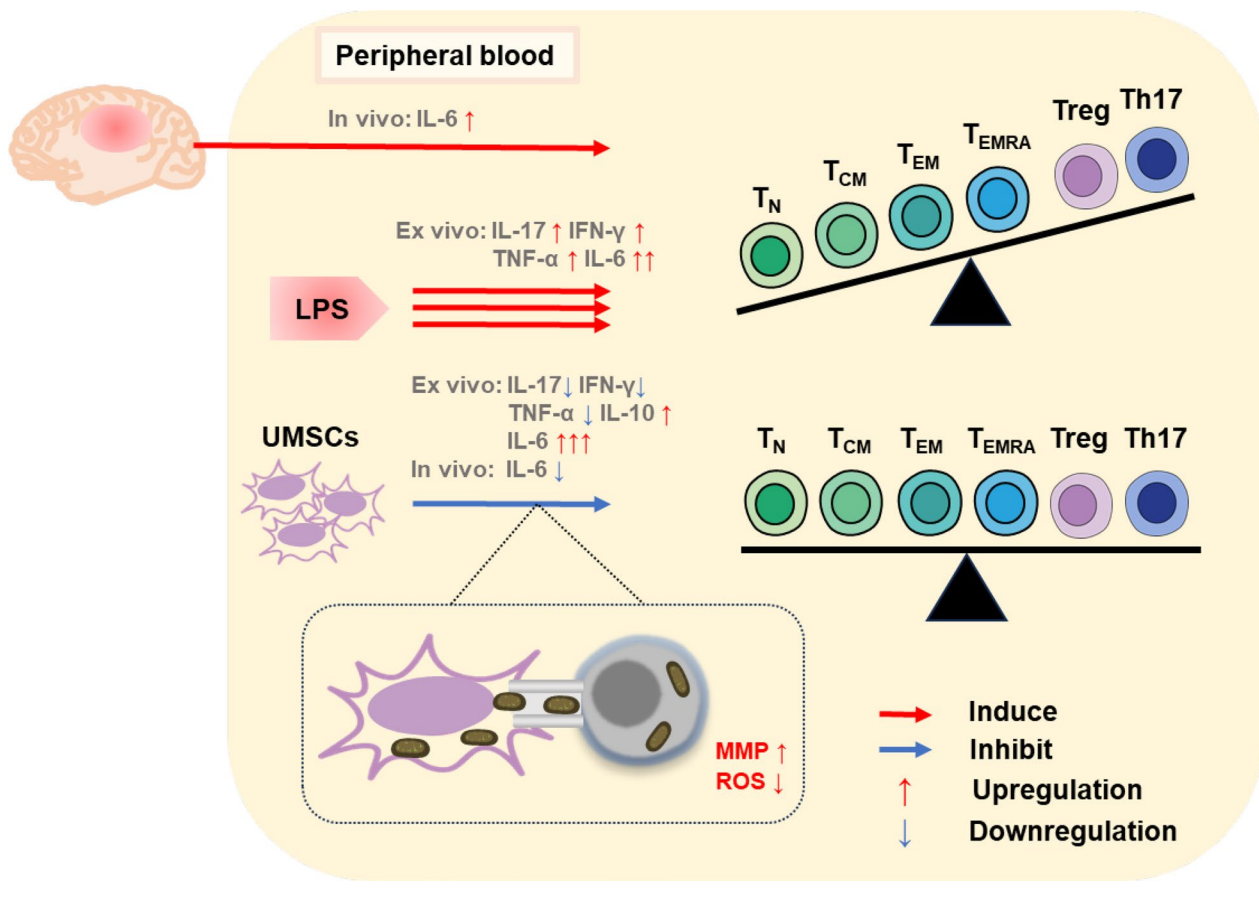 Peripheral blood
In vivo: IL-6 ↑
Ex vivo: IL-17 ↑ IFN-γ ↑
TNF-α ↑ IL-6 ↑↑
LPS
T_N T_CM T_EM T_EMRA Treg Th17
Ex vivo: IL-17↓ IFN-γ↓
TNF-α ↓ IL-10 ↑
IL-6 ↑↑↑
In vivo: IL-6 ↓
UMSCs
T_N T_CM T_EM T_EMRA Treg Th17
MMP ↑
ROS ↓
Induce
Inhibit
↑ Upregulation
↓ Downregulation